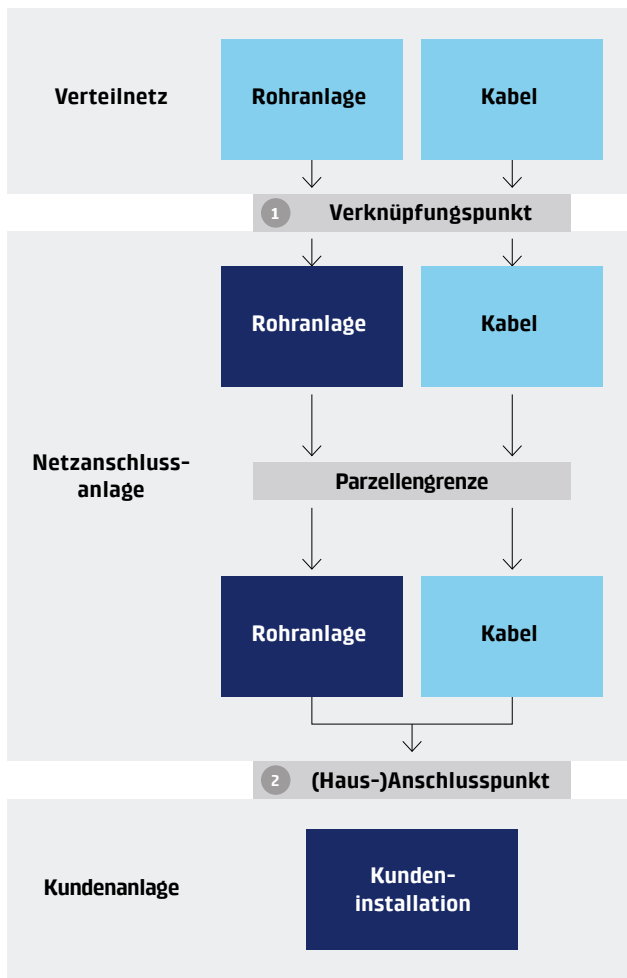 Verteilnetz
Rohranlage
Kabel
1 Verknüpfungspunkt
Rohranlage
Kabel
Netzanschluss-
anlage
Parzellengrenze
Rohranlage
Kabel
2 (Haus-)Anschlusspunkt
Kundenanlage
Kunden-
installation